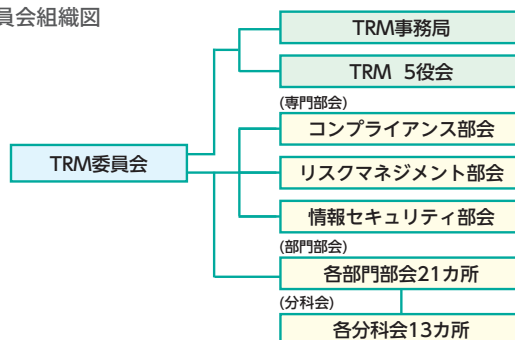 員会組織図
TRM事務局
TRM 5役会
(専門部会)
コンプライアンス部会
TRM委員会
リスクマネジメント部会
情報セキュリティ部会
(部門部会)
各部門部会21カ所
(分科会)
各分科会13カ所